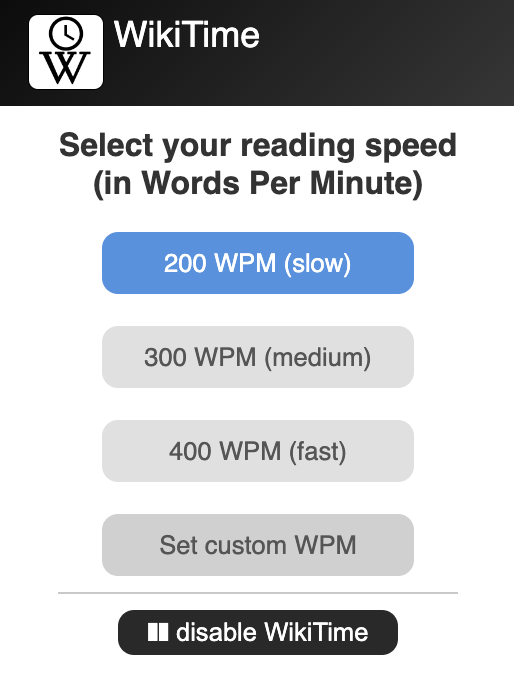 W
WikiTime
Select your reading speed
(in Words Per Minute)
200 WPM (slow)
300 WPM (medium)
400 WPM (fast)
Set custom WPM
disable WikiTime